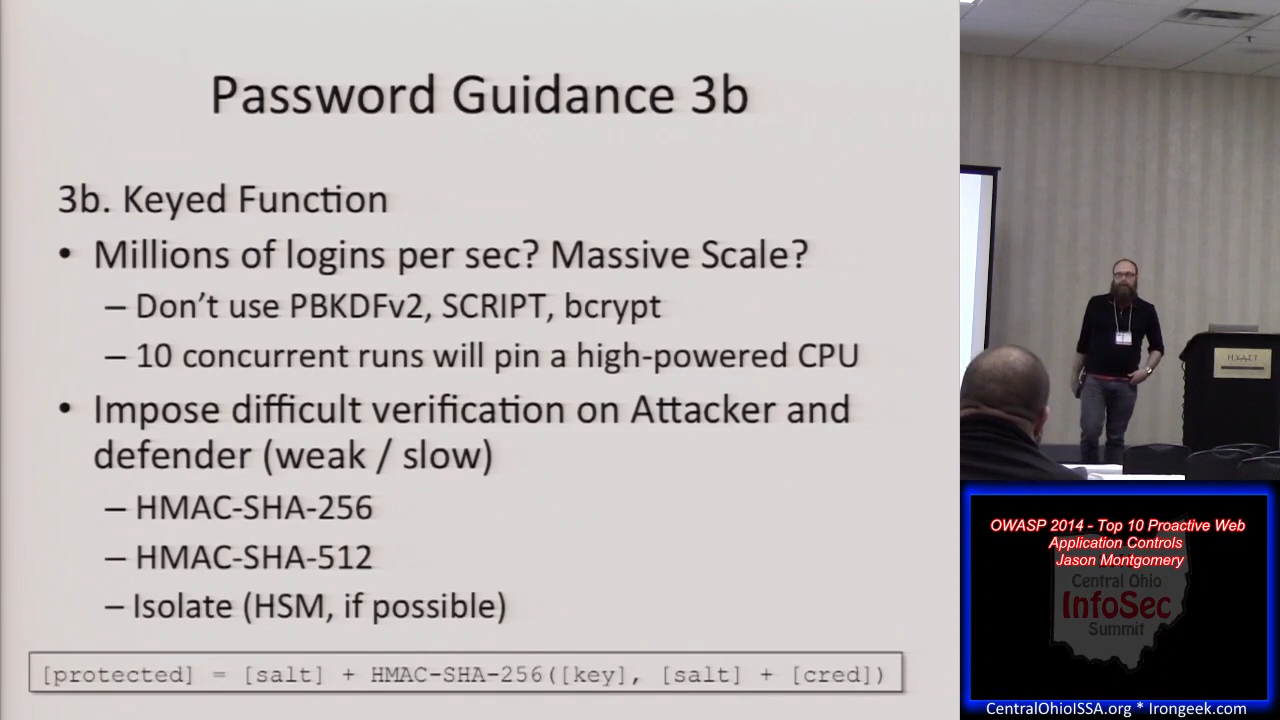 Password Guidance 3b
3b. Keyed Function
• Millions of logins per sec? Massive Scale?
– Don't use PBKDFv2, SCRIPT, bcrypt
– 10 concurrent runs will pin a high-powered CPU
• Impose difficult verification on Attacker and
defender (weak / slow)
– HMAC-SHA-256
– HMAC-SHA-512
– Isolate (HSM, if possible)
[protected] = [salt] + HMAC-SHA-256([key], [salt] + [cred])
HYATT
OWASP 2014 - Top 10 Proactive Web
Application Controls
Jason Montgomery
Central Ohio
InfoSec
Summit
CentralOhioISSA.org * Irongeek.com